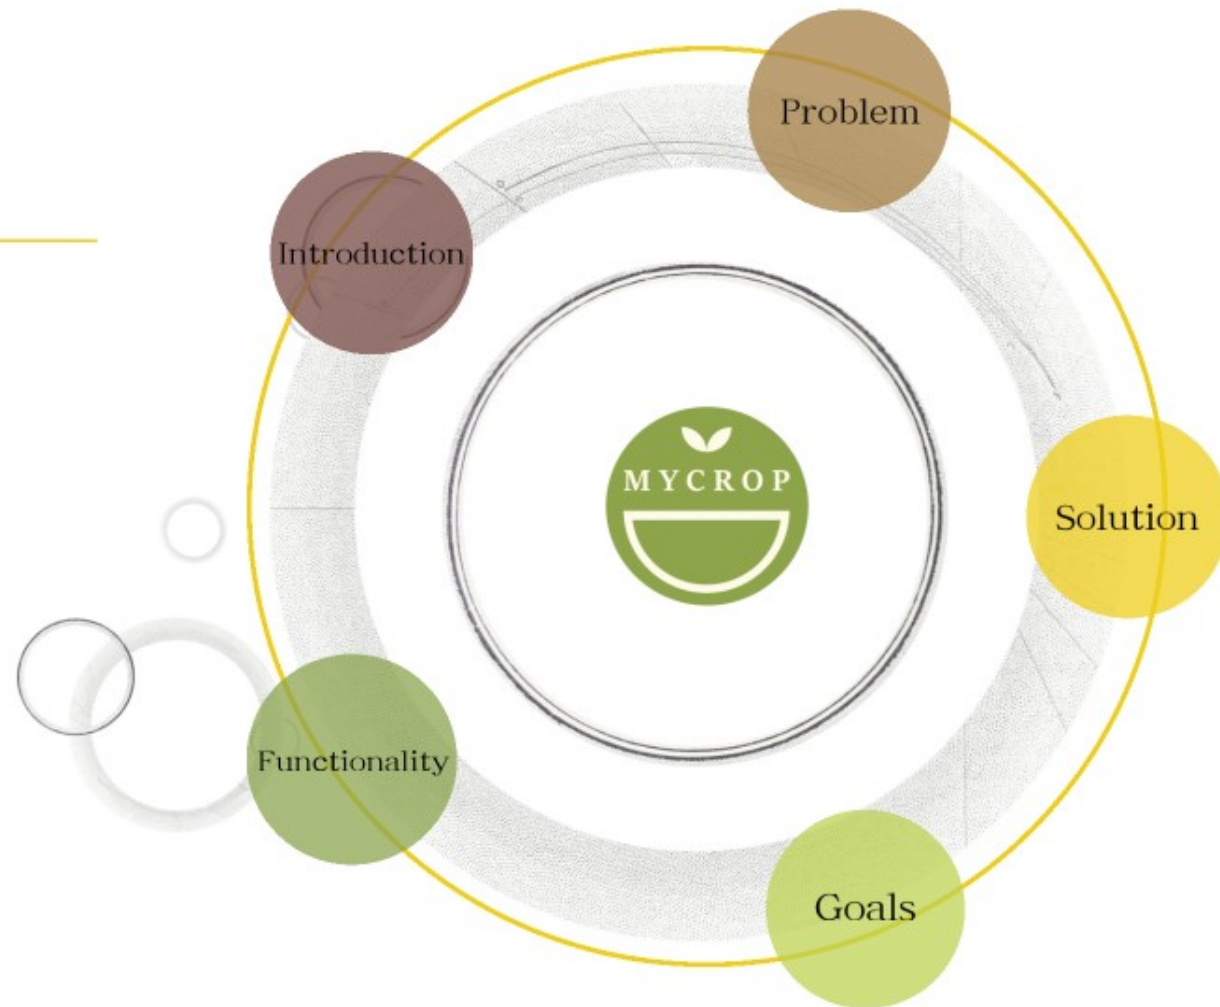 Problem
Introduction
MYCROP
Solution
Functionality
Goals